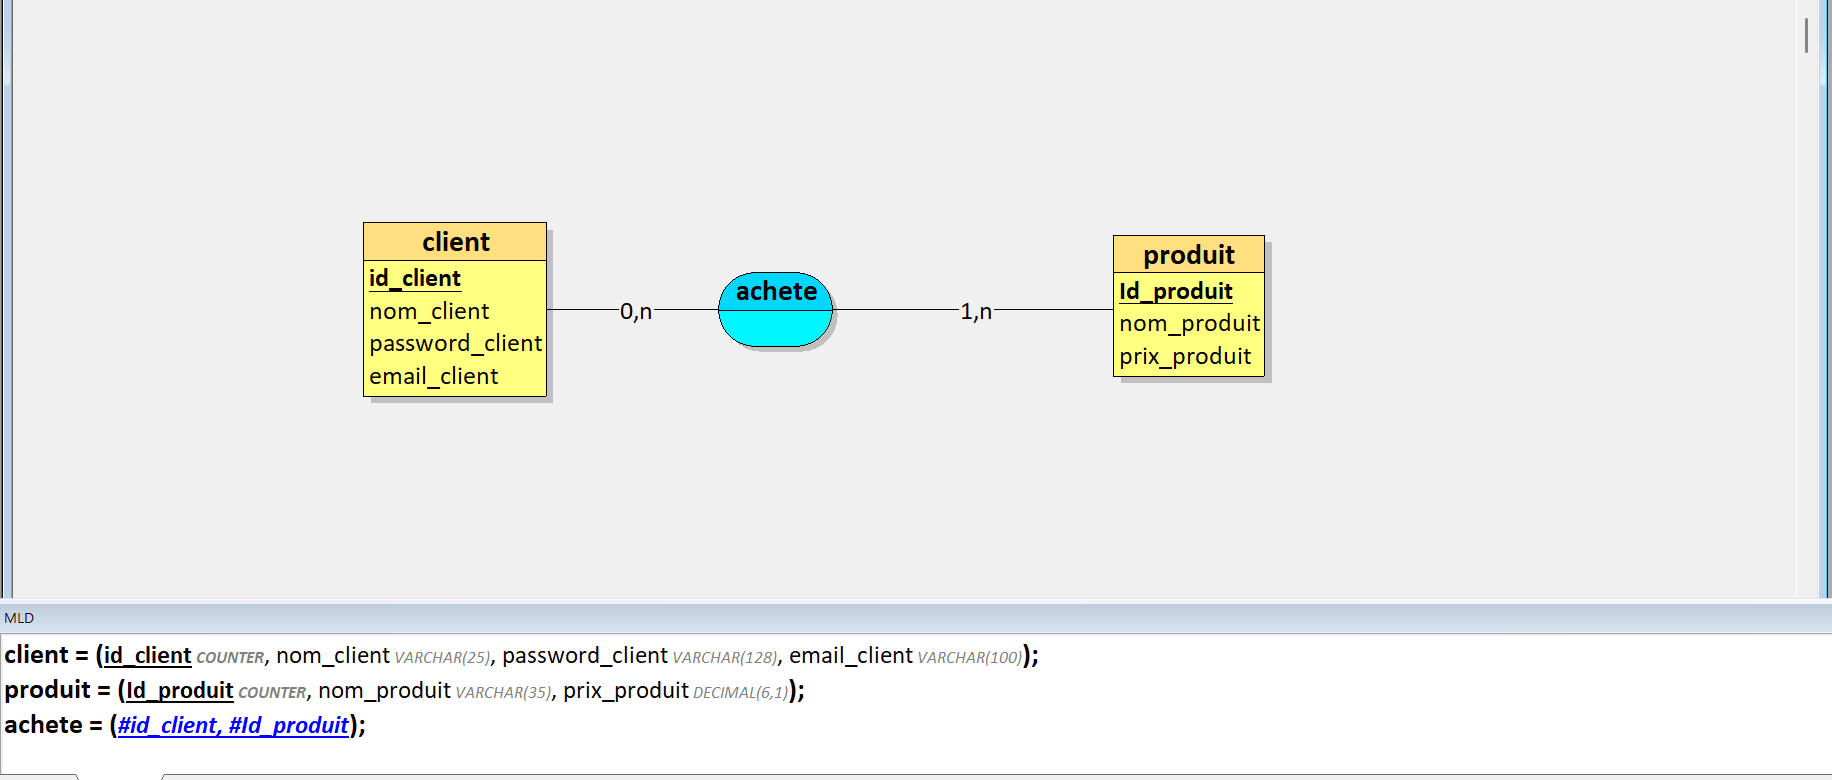 client
id_client
nom_client
password_client
email_client
0,n
achete
1,n
produit
Id_produit
nom_produit
prix_produit
MLD
client = (id_client COUNTER, nom_client VARCHAR(25), password_client VARCHAR(128), email_client VARCHAR(100));
produit = (Id_produit COUNTER, nom_produit VARCHAR(35), prix_produit DECIMAL(6,1));
achete = (#id_client, #Id_produit);